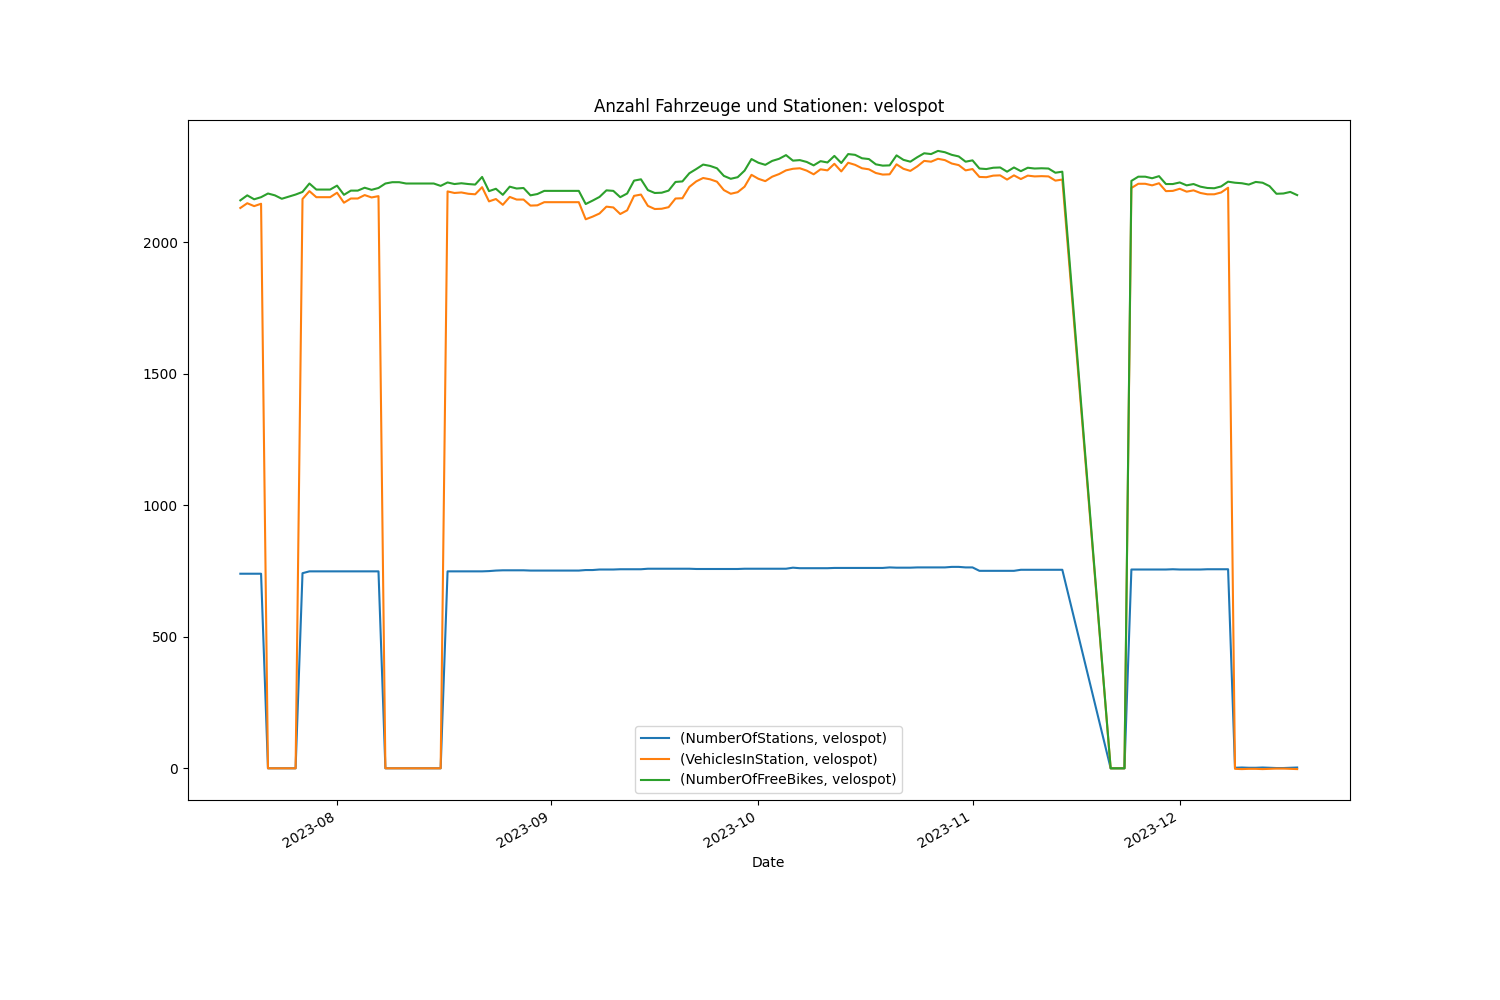 Anzahl Fahrzeuge und Stationen: velospot
2000
1500
1000
500
0
(NumberOfStations, velospot)
(VehiclesInStation, velospot)
(NumberOfFreeBikes, velospot)
2023-08
2023-09
2023-10
2023-11
2023-12
Date